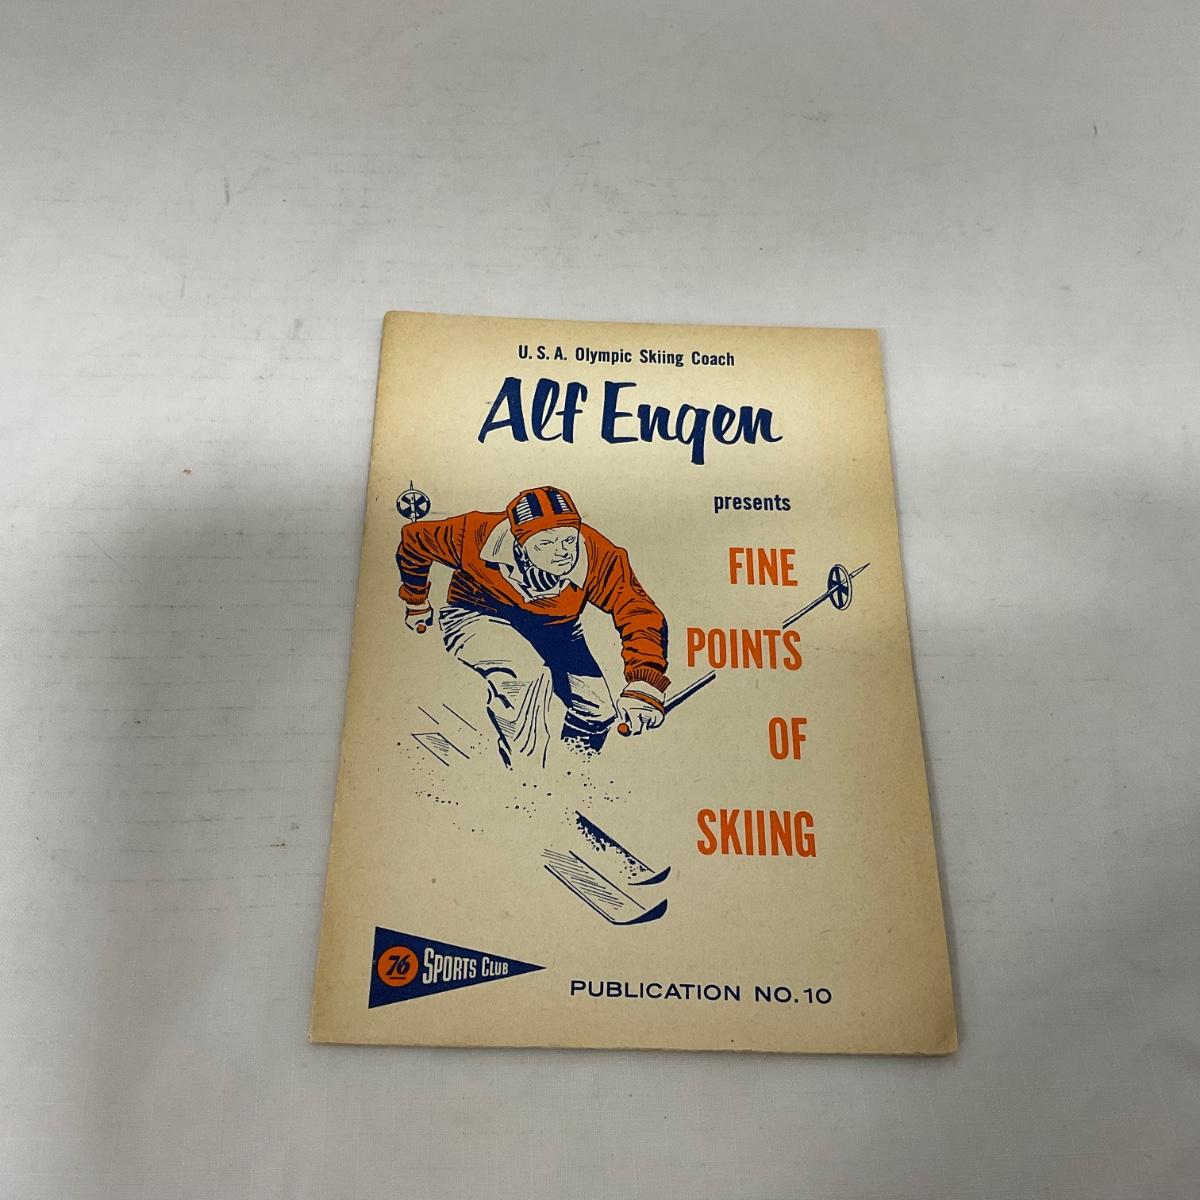 U.S.A. Olympic Skiing Coach
Alf Engen
presents
FINE
POINTS
OF
SKIING
76 SPORTS CLUB
PUBLICATION NO. 10